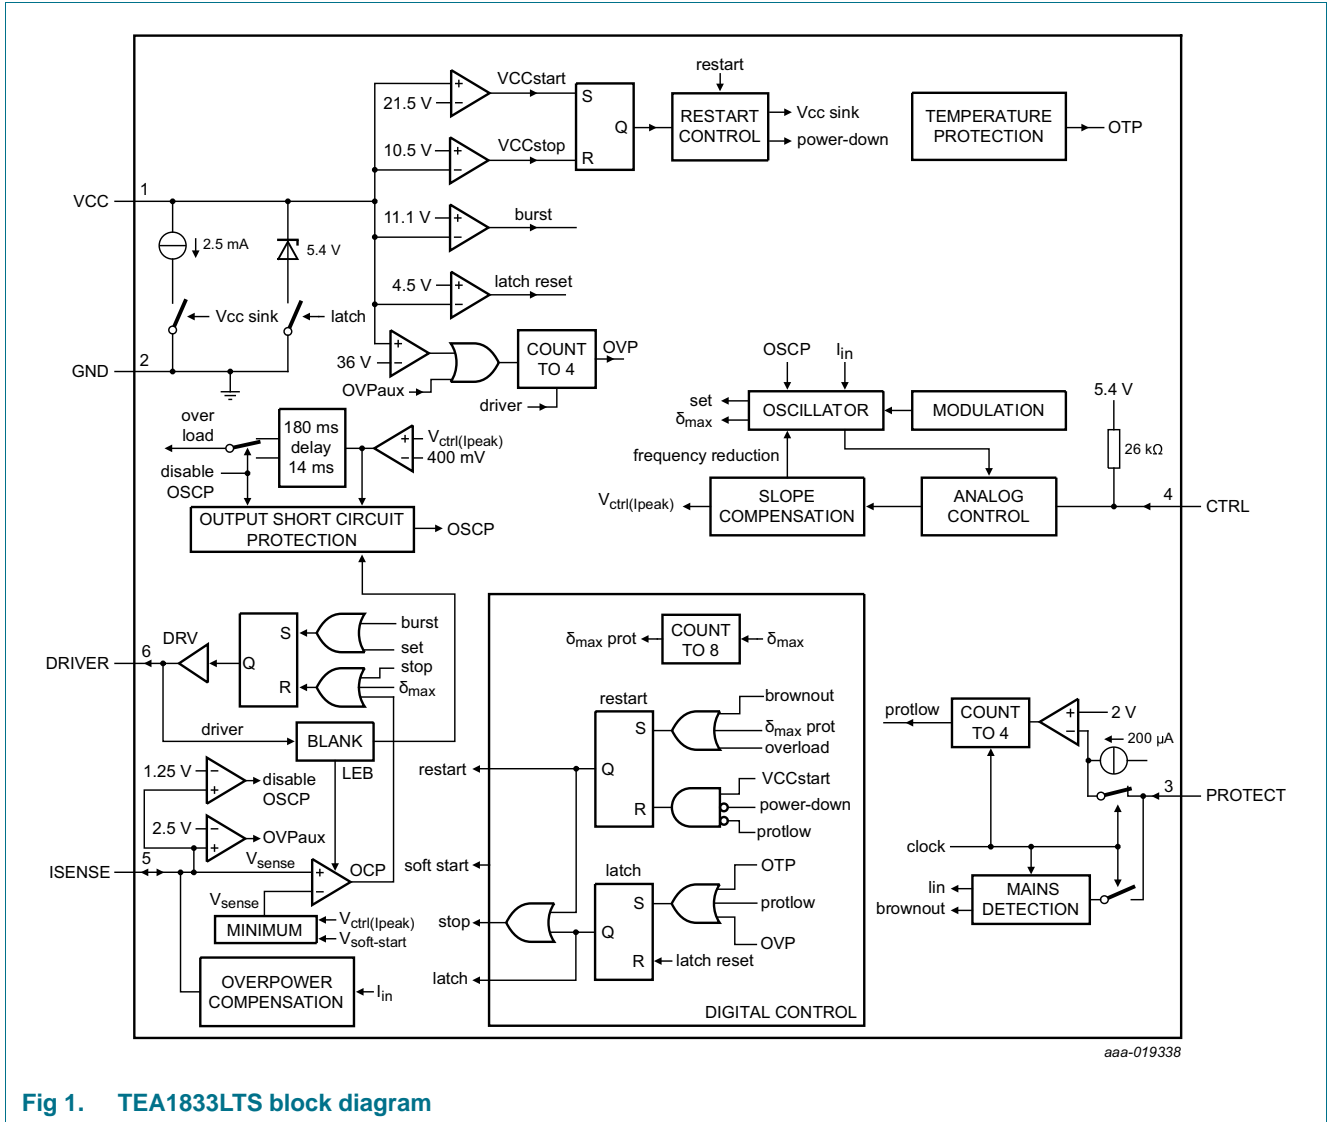 restart
VCCstart
21.5 V
S
Q
R
RESTART
CONTROL
Vcc sink
power-down
TEMPERATURE
PROTECTION
OTP
10.5 V
VCCstop
VCC
1
11.1 V
burst
2.5 mA
5.4 V
4.5 V
latch reset
Vcc sink
latch
GND
2
36 V
OVPaux
COUNT
TO 4
OVP
driver
OSCP
Iin
set
δmax
OSCILLATOR
MODULATION
5.4 V
26 kΩ
over
load
180 ms
delay
14 ms
Vctrl(Ipeak)
400 mV
disable
OSCP
frequency reduction
Vctrl(Ipeak)
SLOPE
COMPENSATION
ANALOG
CONTROL
4
CTRL
OUTPUT SHORT CIRCUIT
PROTECTION
OSCP
DRIVER
6
DRV
Q
S
R
burst
set
stop
δmax
driver
BLANK
LEB
δmax prot
COUNT
TO 8
δmax
restart
S
Q
R
brownout
δmax prot
overload
VCCstart
power-down
protlow
restart
protlow
COUNT
TO 4
2 V
200 µA
3
PROTECT
1.25 V
disable
OSCP
2.5 V
OVPaux
ISENSE
5
Vsense
OCP
Vsense
MINIMUM
Vctrl(Ipeak)
Vsoft-start
OVERPOWER
COMPENSATION
Iin
soft start
stop
latch
latch
S
Q
R
OTP
protlow
OVP
latch reset
DIGITAL CONTROL
clock
Iin
brownout
MAINS
DETECTION
aaa-019338
Fig 1. TEA1833LTS block diagram